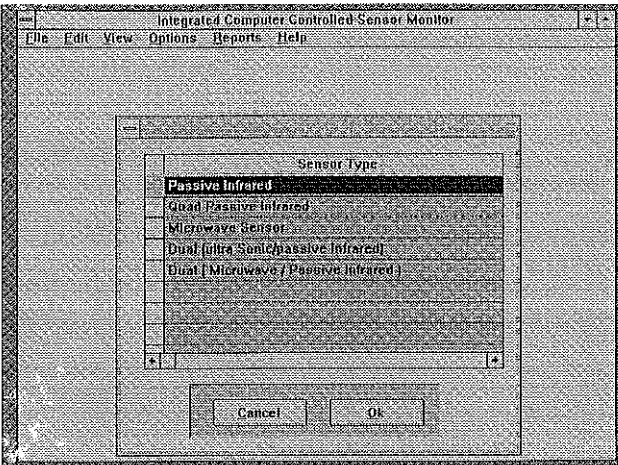 Integrated Computer Controlled Sensor Monitor
File Edit View Options Reports Help
Sensor Type
Passive Infrared
Quad Passive Infrared
Microwave Sensor
Dual (ultra Sonic/passive Infrared)
Dual ( Microwave / Passive Infrared )
Cancel Ok